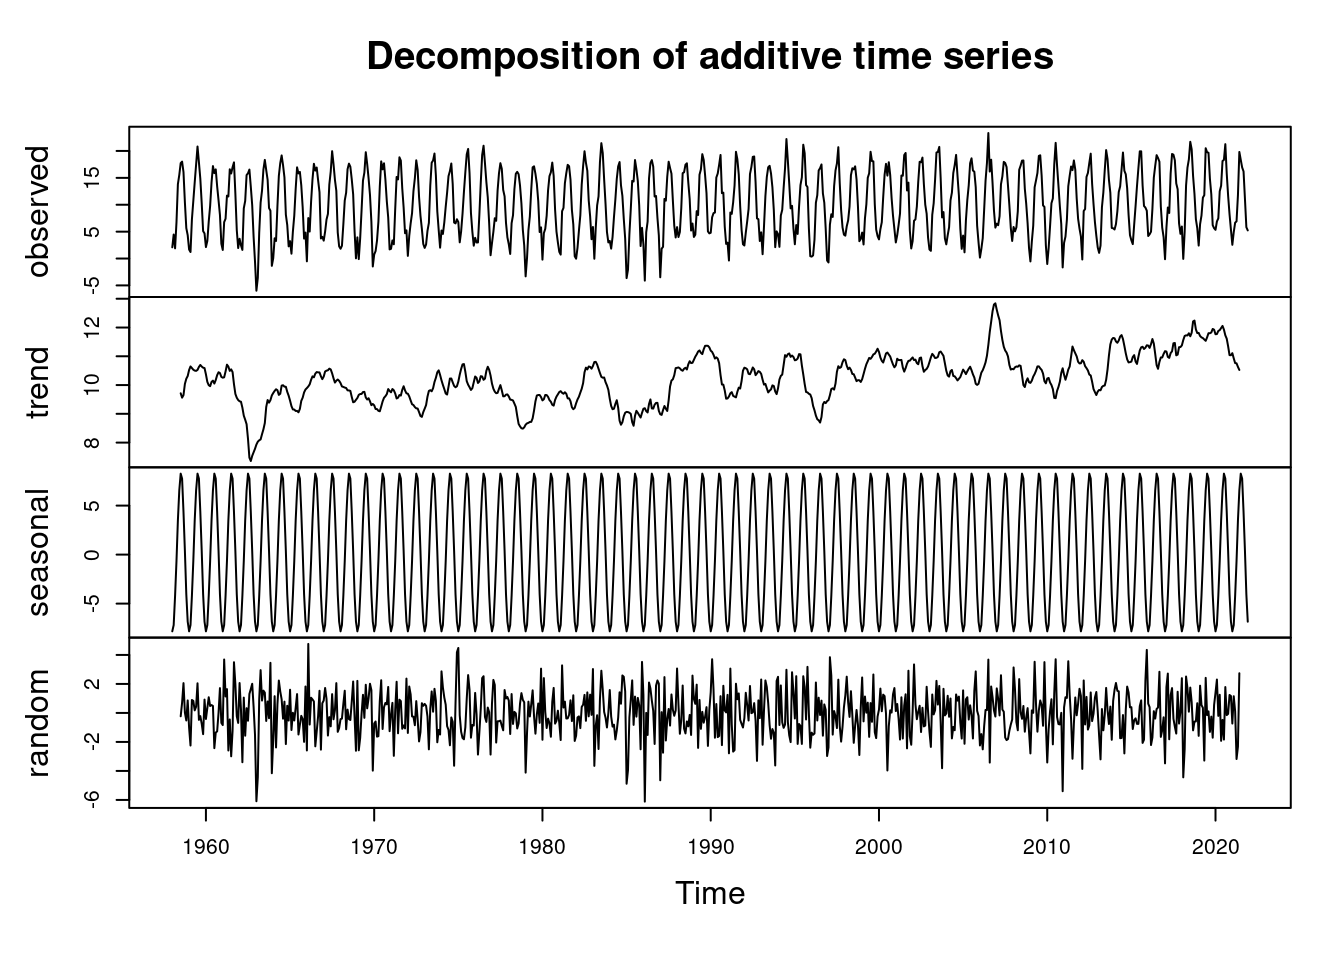 Decomposition of additive time series
observed
15
5
-5
trend
12
10
8
seasonal
5
0
-5
random
2
-2
-6
1960 1970 1980 1990 2000 2010 2020
Time